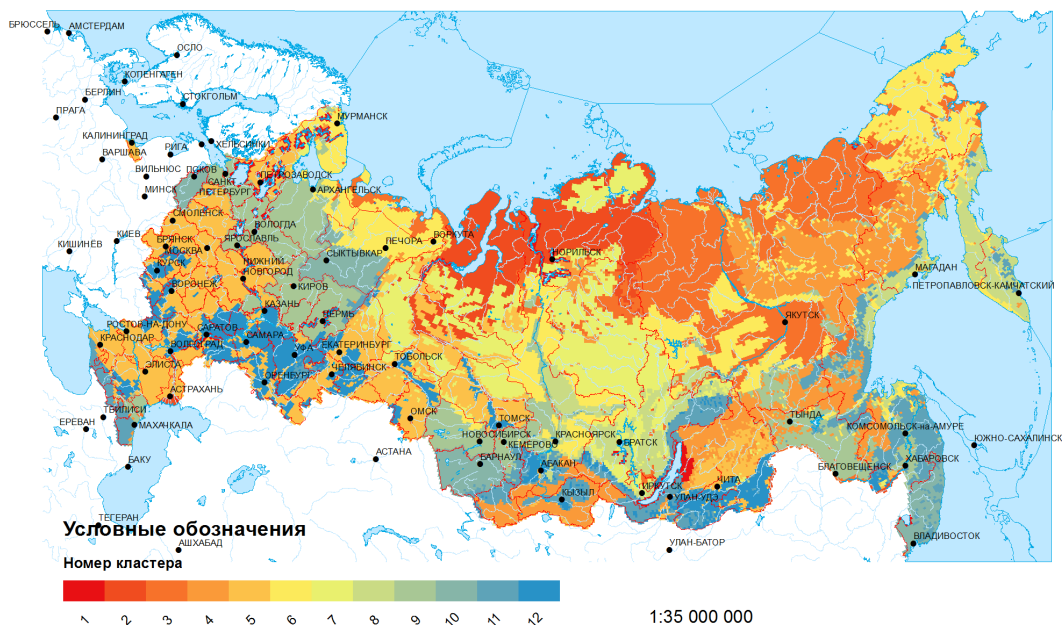 БРЮССЕЛЬ
АМСТЕРДАМ
ОСЛО
КОПЕНГАГЕН
БЕРЛИН
СТОКГОЛЬМ
ПРАГА
МУРМАНСК
КАЛИНИНГРАД
ХЕЛЬСИНКИ
РИГА
ВАРШАВА
ВИЛЬНЮС
ПСКОВ
САНКТ
ПЕТЕРБУРГ
ПЕТРОЗАВОДСК
МИНСК
АРХАНГЕЛЬСК
СМОЛЕНСК
ВОЛОГДА
КИЕВ
БРЯНСК
ЯРОСЛАВЛЬ
ВОРКУТА
КИШИНЁВ
МОСКВА
ПЕЧОРА
СЫКТЫВКАР
НОРИЛЬСК
КУРСК
НИЖНИЙ
НОВГОРОД
МАГАДАН
ВОРОНЕЖ
КИРОВ
ПЕТРОПАВЛОВСК-КАМЧАТСКИЙ
КАЗАНЬ
ПЕРМЬ
ЯКУТСК
РОСТОВ-НА-ДОНУ
САРАТОВ
КРАСНОДАР
САМАРА
ЕКАТЕРИНБУРГ
ВОЛГОГРАД
УФА
ТОБОЛЬСК
ЭЛИСТА
ЧЕЛЯБИНСК
ОРЕНБУРГ
АСТРАХАНЬ
ТБИЛИСИ
ОМСК
ТОМСК
ТЫНДА
ЕРЕВАН
МАХАЧКАЛА
КОМСОМОЛЬСК-на-АМУРЕ
НОВОСИБИРСК
КРАСНОЯРСК
БРАТСК
ЮЖНО-САХАЛИНСК
КЕМЕРОВО
БАКУ
АСТАНА
БАРНАУЛ
АБАКАН
ХАБАРОВСК
БЛАГОВЕЩЕНСК
ИРКУТСК
ЧИТА
КЫЗЫЛ
УЛАН-УДЭ
ТЕГЕРАН
Условные обозначения
АШХАБАД
УЛАН-БАТОР
ВЛАДИВОСТОК
Номер кластера
1 2 3 4 5 6 7 8 9 10 11 12
1:35 000 000